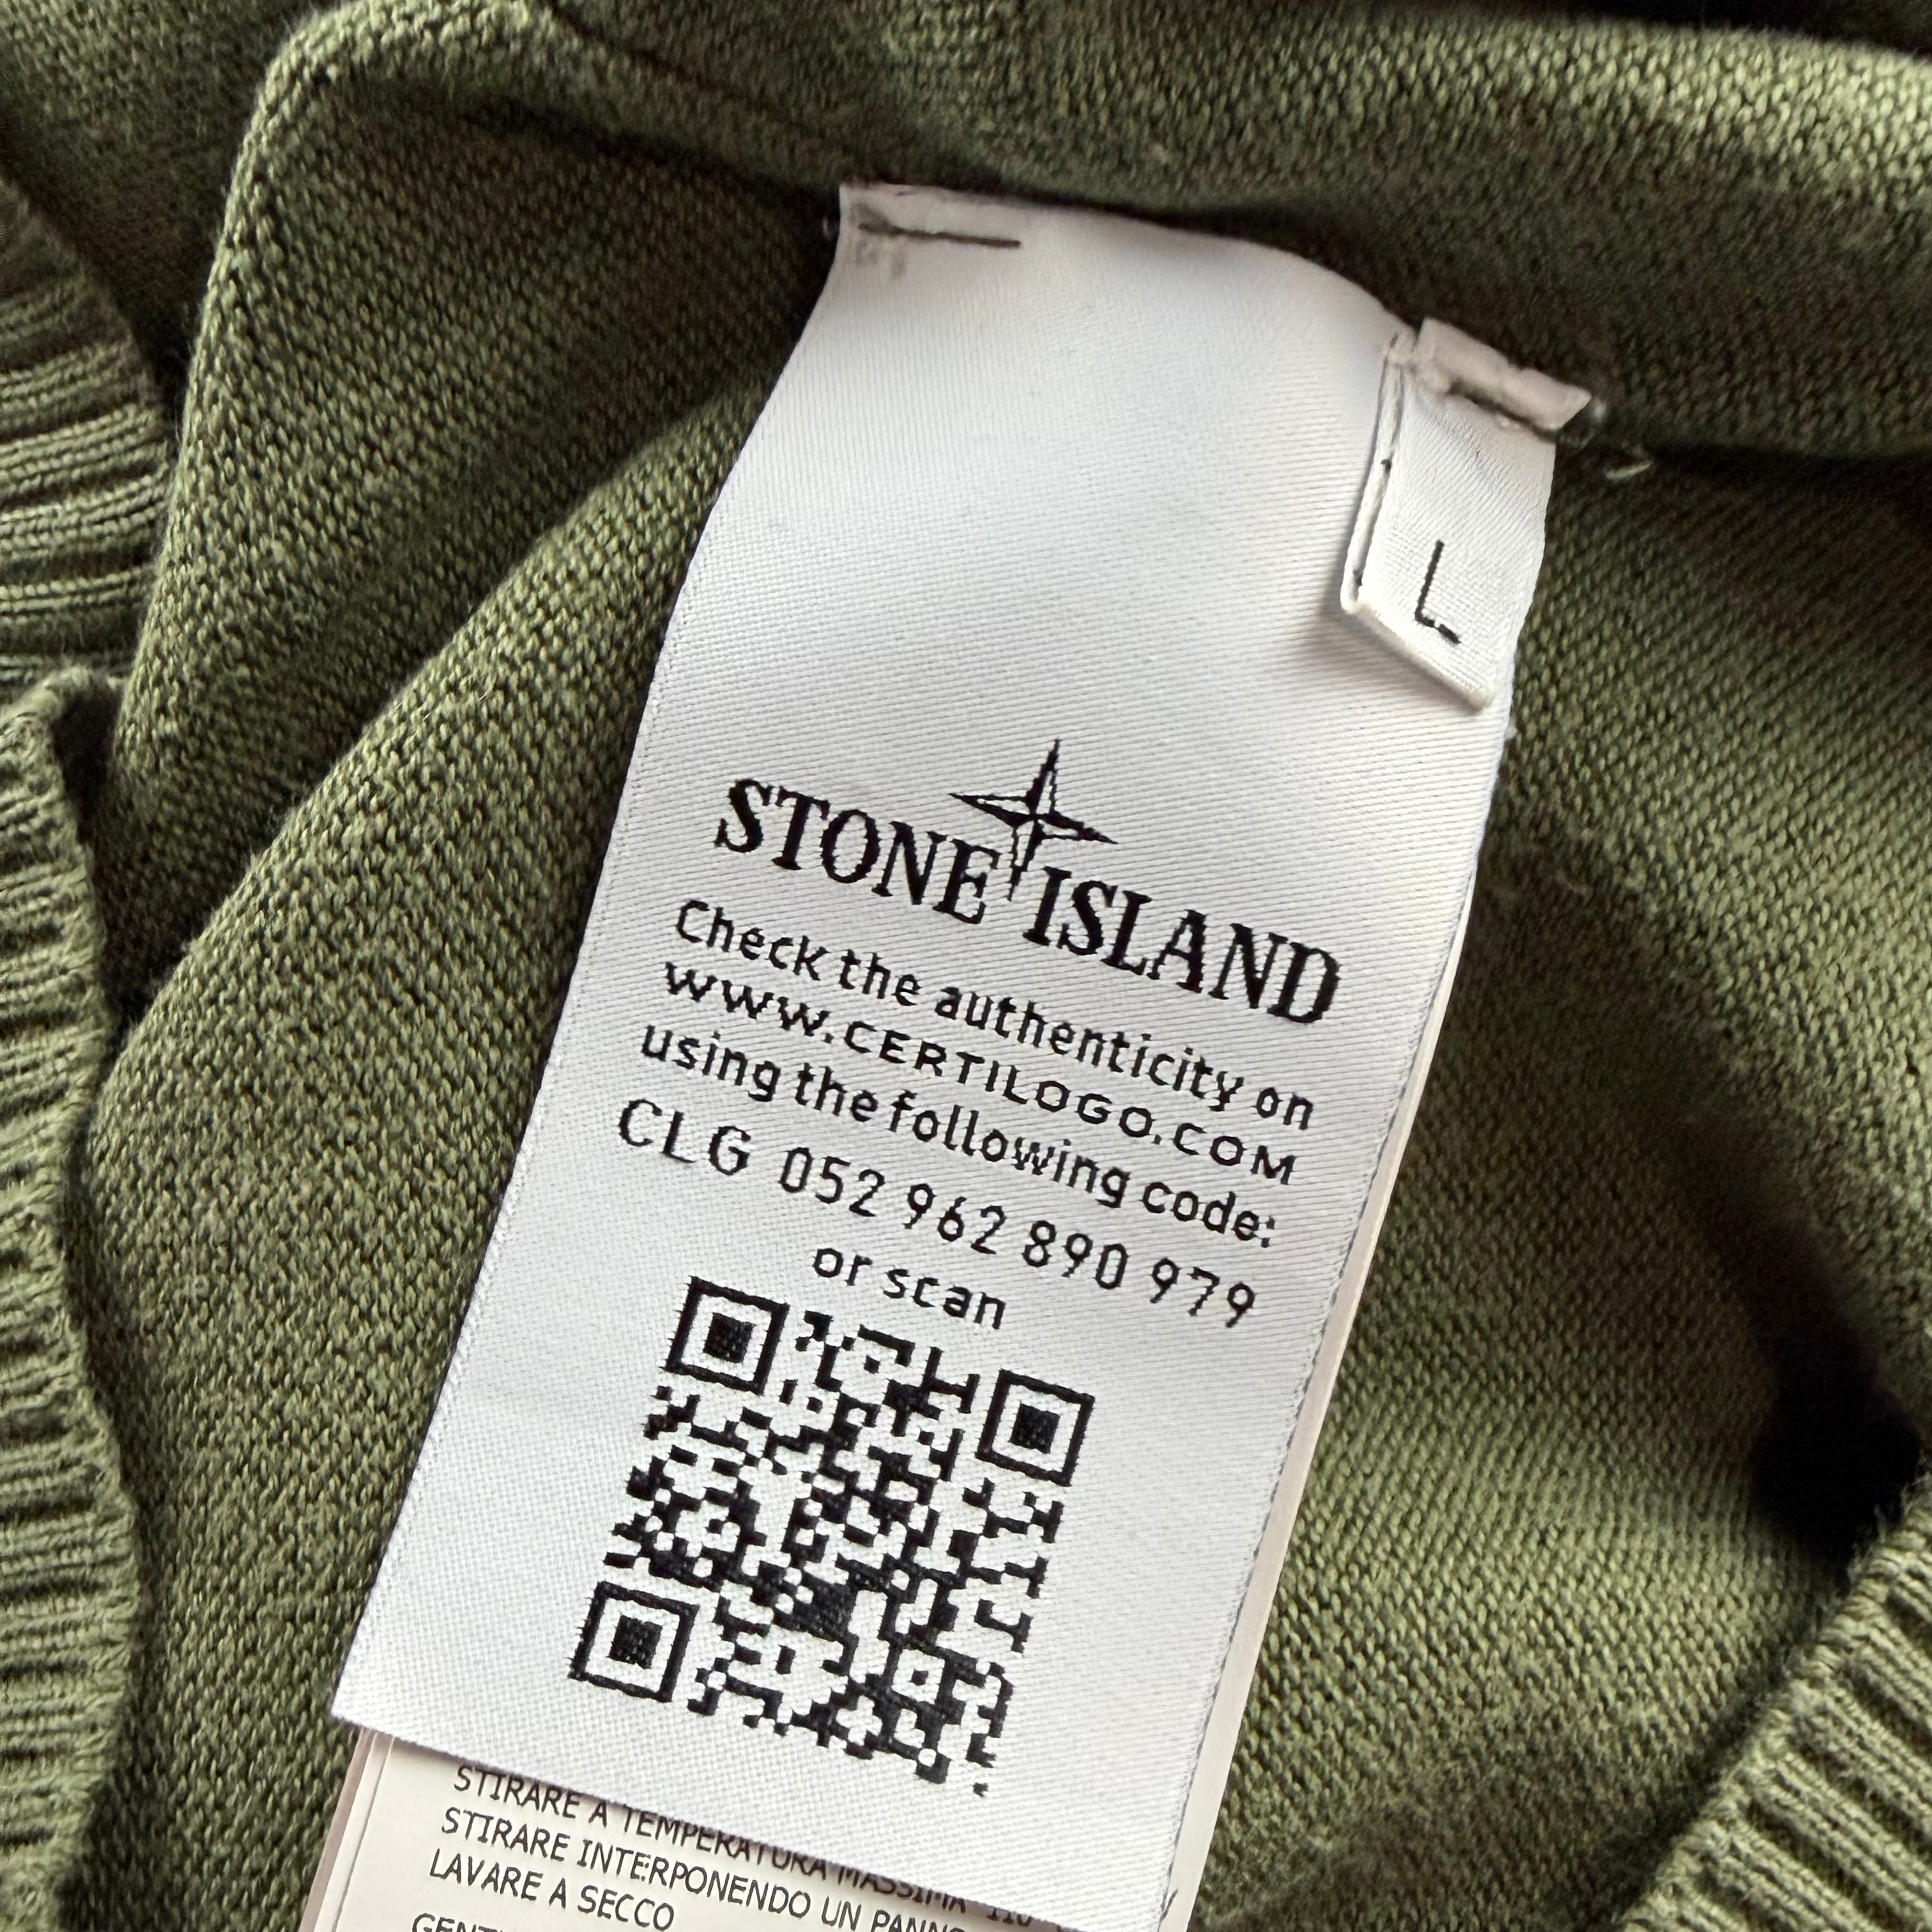 L
STONE ISLAND
Check the authenticity on
WWW.CERTILOGO.COM
using the following code:
CLG 052 962 890 979
or scan
STIRARE A TEMPERATURA MASSIMA 110
STIRARE INTERPONENDO UN PANNO
LAVARE A SECCO